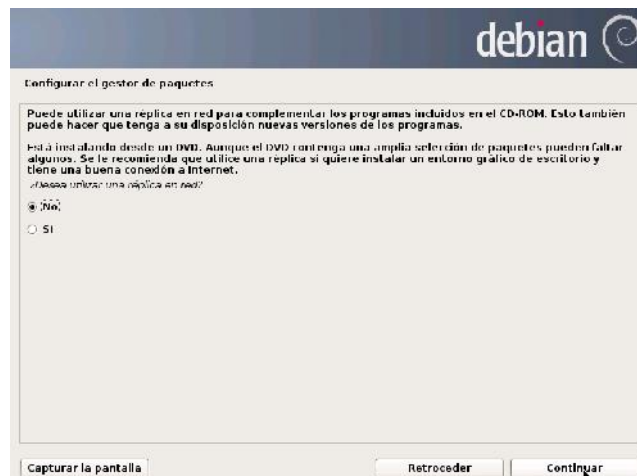 debian
Configurar el gestor de paquetes
Puede utilizar una réplica en red para complementar los programas incluidos en el CD-ROM. Esto también
puede hacer que tenga a su disposición nuevas versiones de los programas.
Está instalando desde un DVD. Aunque el DVD contenga una amplia selección de paquetes pueden faltar
algunos. Se le recomienda que utilice una réplica si quiere instalar un entorno gráfico de escritorio y
tiene una buena conexión a Internet.
¿Desea utilizar una réplica en red?
No
Sí
Capturar la pantalla
Retroceder
Continuar